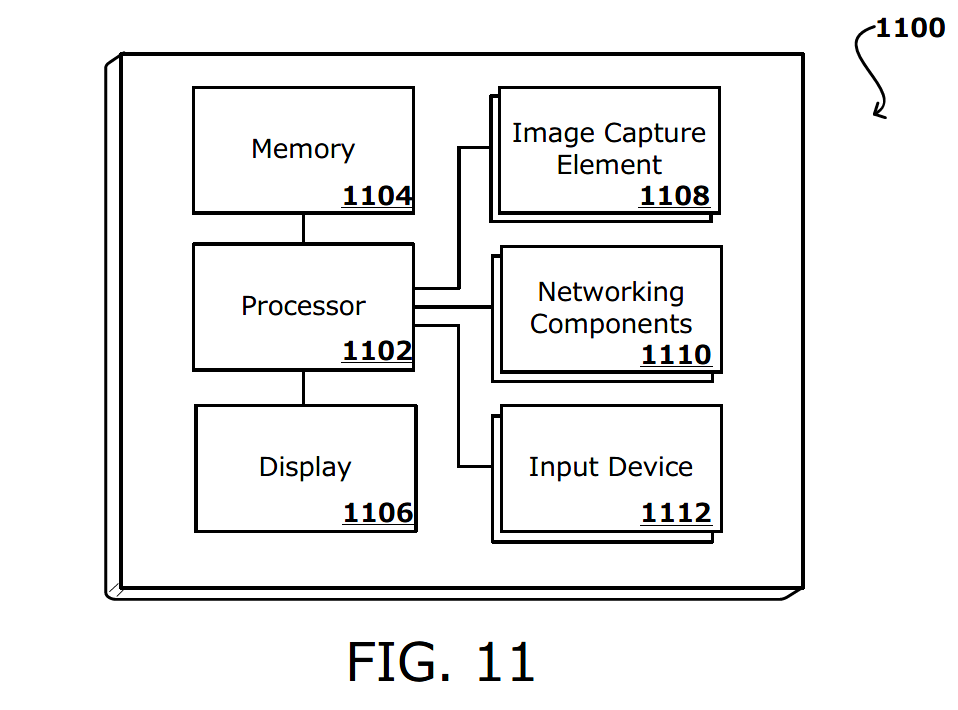 1100
Memory
1104
Image Capture
Element
1108
Processor
1102
Networking
Components
1110
Display
1106
Input Device
1112
FIG. 11